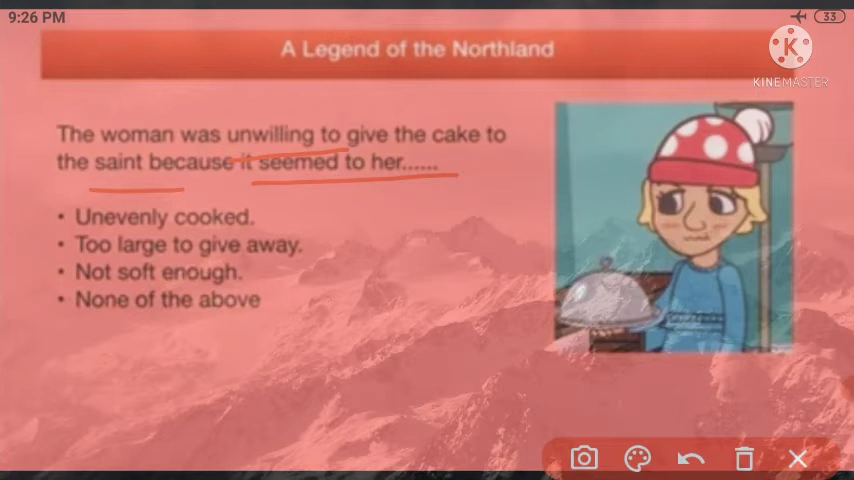 9:26 PM
33
A Legend of the Northland
K
KINEMASTER
The woman was unwilling to give the cake to
the saint because it seemed to her......
• Unevenly cooked.
• Too large to give away.
• Not soft enough.
• None of the above